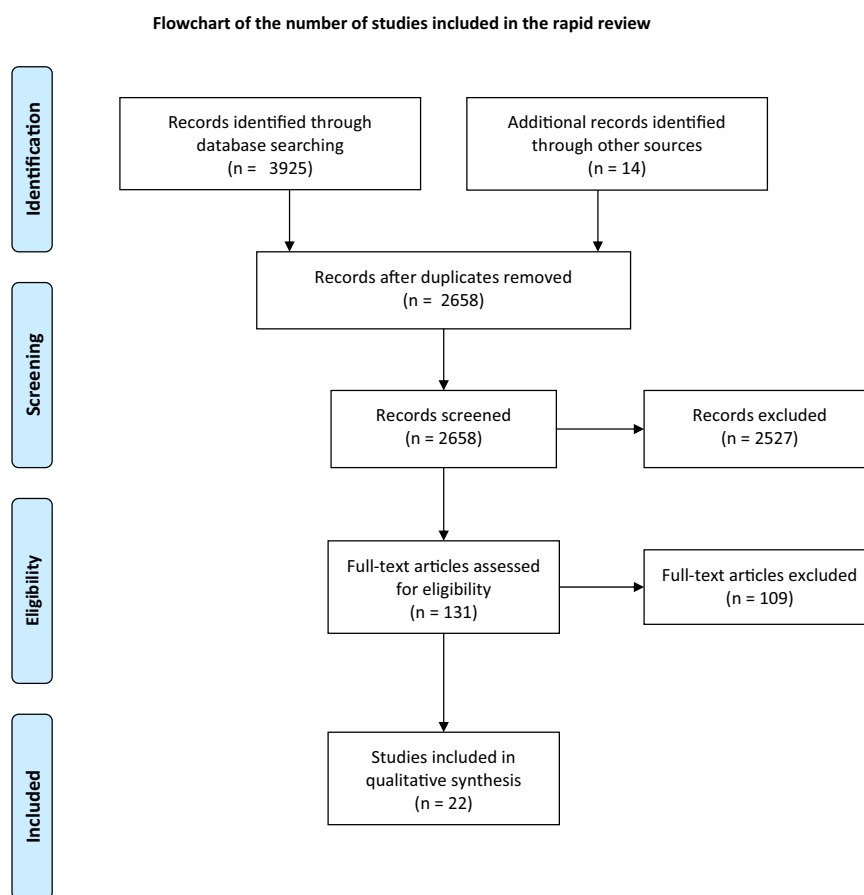 Flowchart of the number of studies included in the rapid review
Identification
Records identified through
database searching
(n = 3925)
Additional records identified
through other sources
(n = 14)
Records after duplicates removed
(n = 2658)
Screening
Records screened
(n = 2658)
Records excluded
(n = 2527)
Eligibility
Full-text articles assessed
for eligibility
(n = 131)
Full-text articles excluded
(n = 109)
Included
Studies included in
qualitative synthesis
(n = 22)